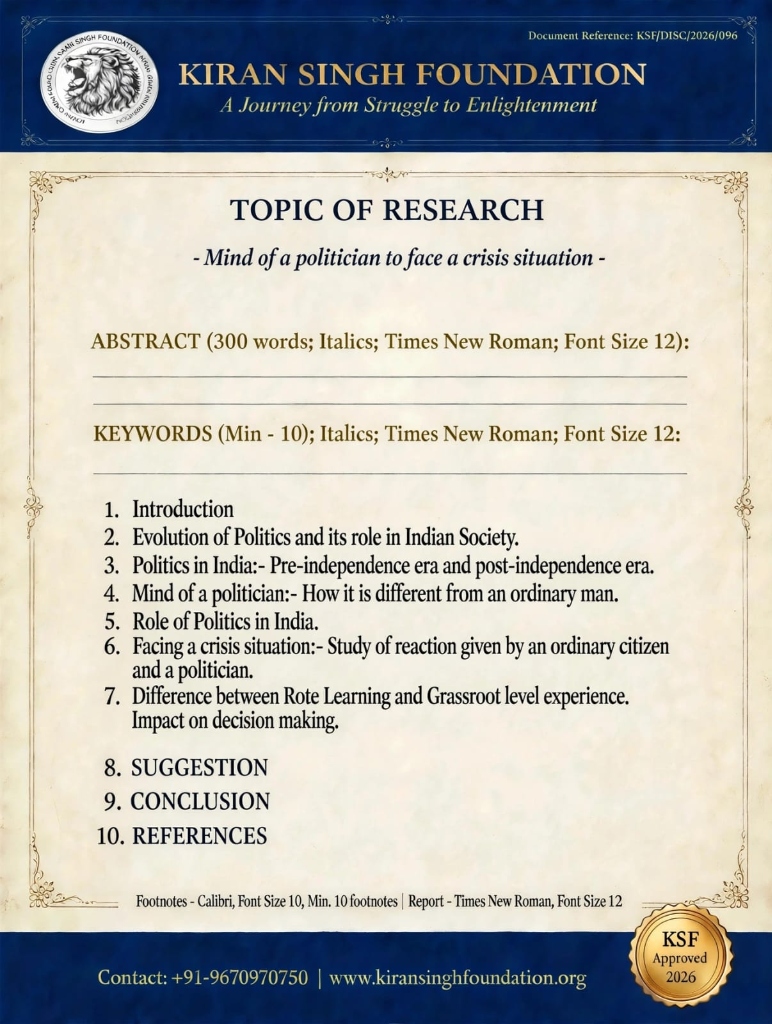 Document Reference: KSF/DISC/2026/096
KIRAN SINGH FOUNDATION
A Journey from Struggle to Enlightenment
TOPIC OF RESEARCH
- Mind of a politician to face a crisis situation -
ABSTRACT (300 words; Italics; Times New Roman; Font Size 12):
KEYWORDS (Min - 10); Italics; Times New Roman; Font Size 12:
1. Introduction
2. Evolution of Politics and its role in Indian Society.
3. Politics in India:- Pre-independence era and post-independence era.
4. Mind of a politician:- How it is different from an ordinary man.
5. Role of Politics in India.
6. Facing a crisis situation:- Study of reaction given by an ordinary citizen
and a politician.
7. Difference between Rote Learning and Grassroot level experience.
Impact on decision making.
8. SUGGESTION
9. CONCLUSION
10. REFERENCES
Footnotes - Calibri, Font Size 10, Min. 10 footnotes | Report - Times New Roman, Font Size 12
KSF
Approved
2026
Contact: +91-9670970750 | www.kiransinghfoundation.org